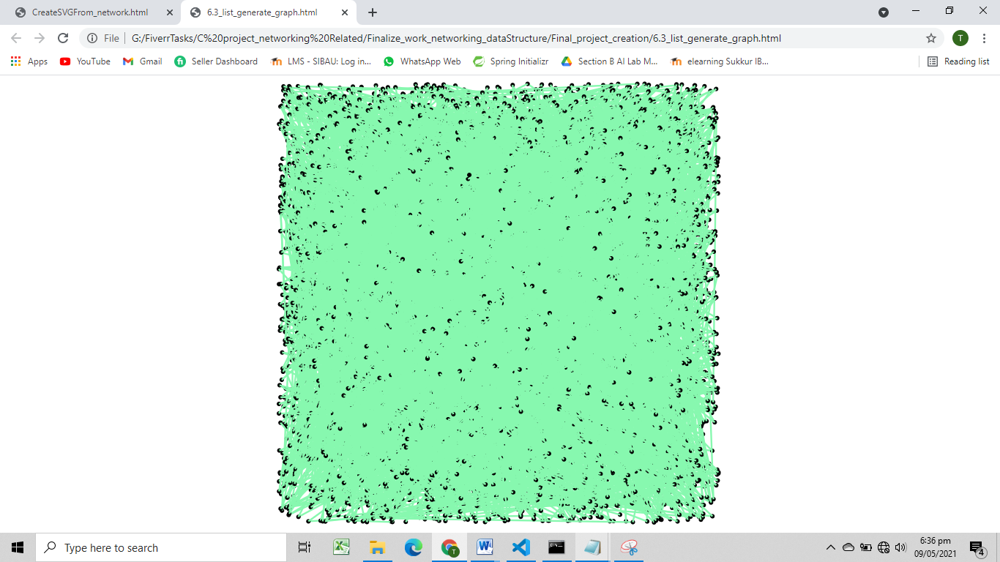 CreateSVGFrom_network.html
6.3_list_generate_graph.html
File G:/FiverrTasks/C%20project_networking%20Related/Finalize_work_networking_dataStructure/Final_project_creation/6.3_list_generate_graph.html
T
Apps YouTube Gmail Seller Dashboard LMS - SIBAU: Log in... WhatsApp Web Spring Initializr Section B AI Lab M... elearning Sukkur IB... Reading list
Type here to search
6:36 pm
09/05/2021
4